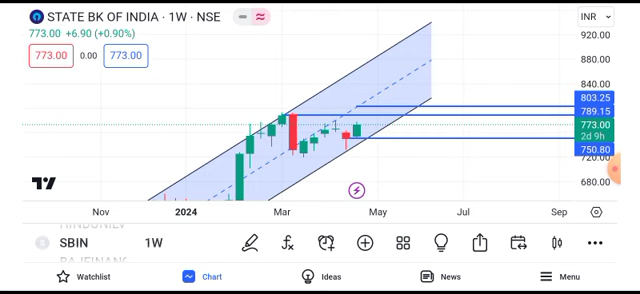 STATE BK OF INDIA · 1W · NSE
INR
773.00 +6.90 (+0.90%)
773.00 0.00 773.00
920.00
880.00
840.00
803.25
789.15
773.00
2d 9h
750.80
720.00
680.00
Nov 2024 Mar May Jul Sep
SBIN 1W
Watchlist Chart Ideas News Menu